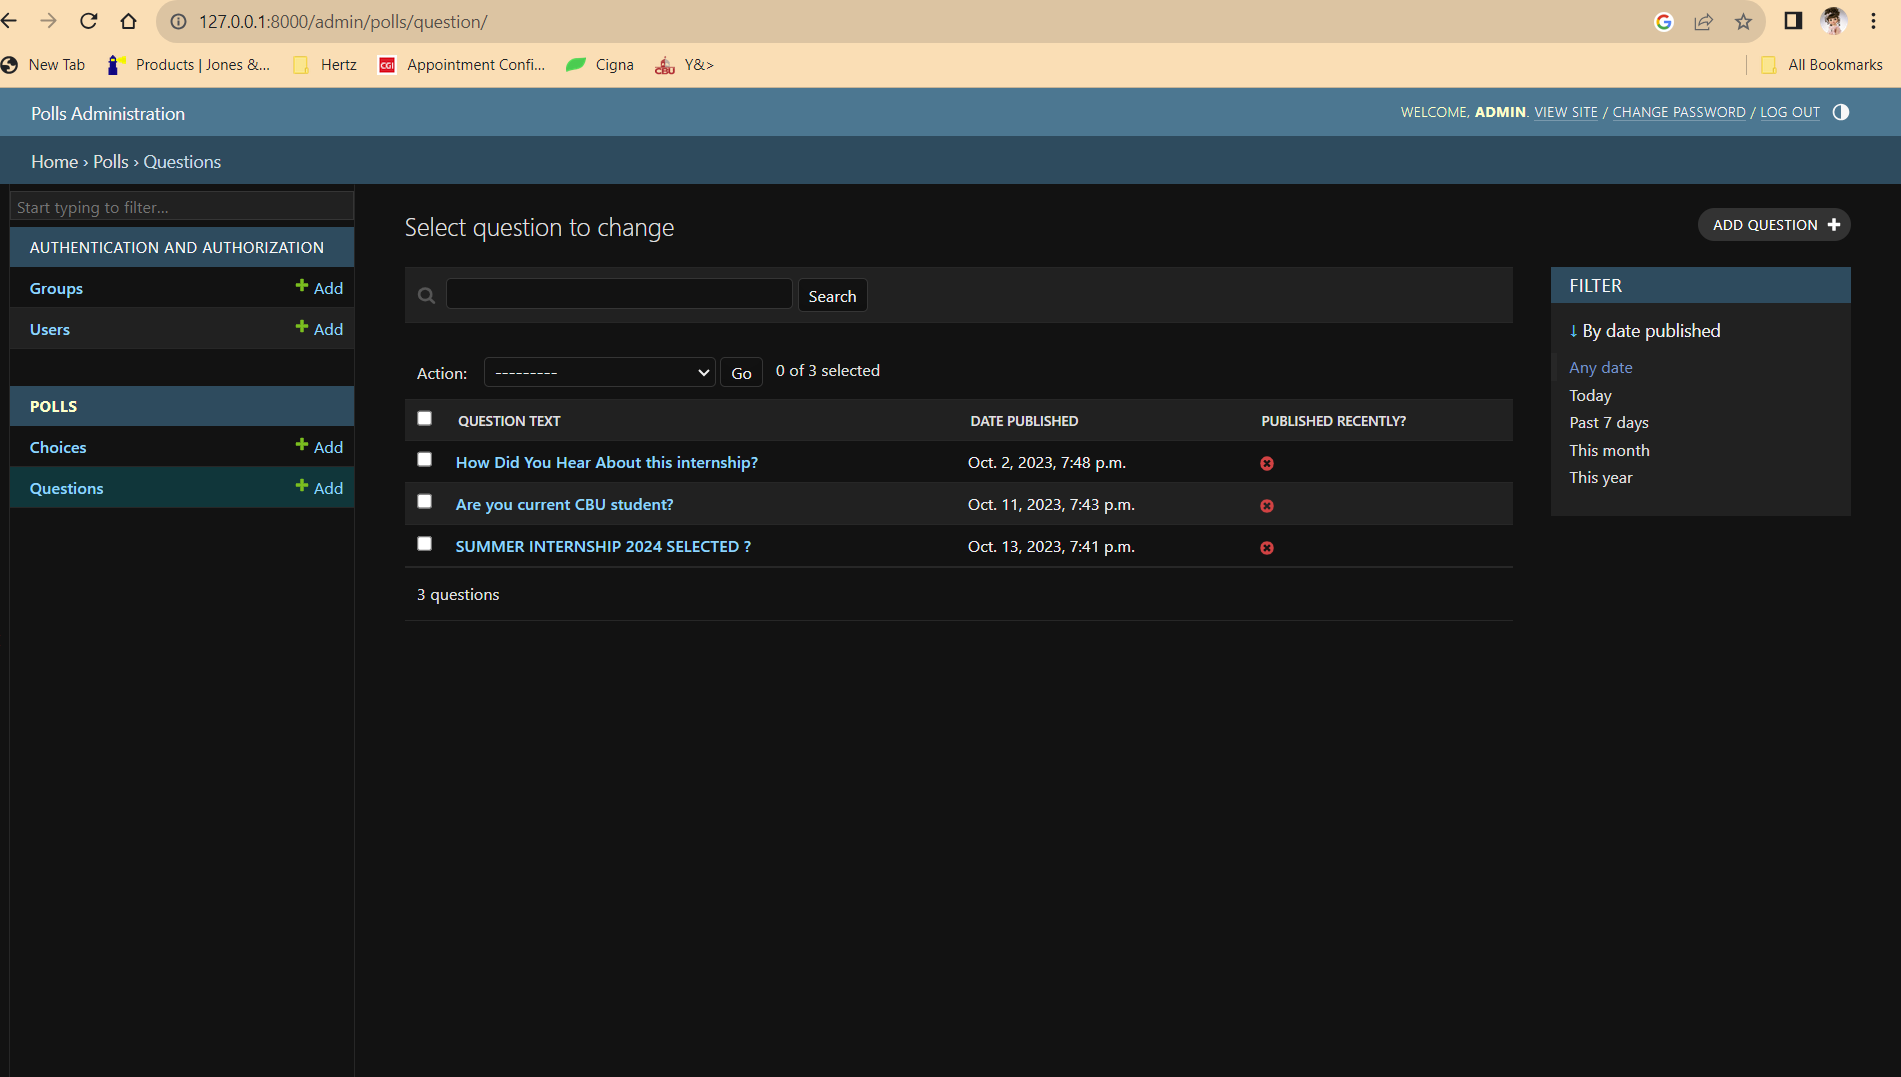 127.0.0.1:8000/admin/polls/question/
New Tab Products | Jones &... Hertz CGI Appointment Confi... Cigna CBU Y&> All Bookmarks
Polls Administration WELCOME, ADMIN. VIEW SITE / CHANGE PASSWORD / LOG OUT
Home › Polls › Questions
Start typing to filter...
AUTHENTICATION AND AUTHORIZATION
Groups Add
Users Add
POLLS
Choices Add
Questions Add
Select question to change
ADD QUESTION
Search
Action: --------- Go 0 of 3 selected
QUESTION TEXT DATE PUBLISHED PUBLISHED RECENTLY?
How Did You Hear About this internship? Oct. 2, 2023, 7:48 p.m.
Are you current CBU student? Oct. 11, 2023, 7:43 p.m.
SUMMER INTERNSHIP 2024 SELECTED ? Oct. 13, 2023, 7:41 p.m.
3 questions
FILTER
↓ By date published
Any date
Today
Past 7 days
This month
This year